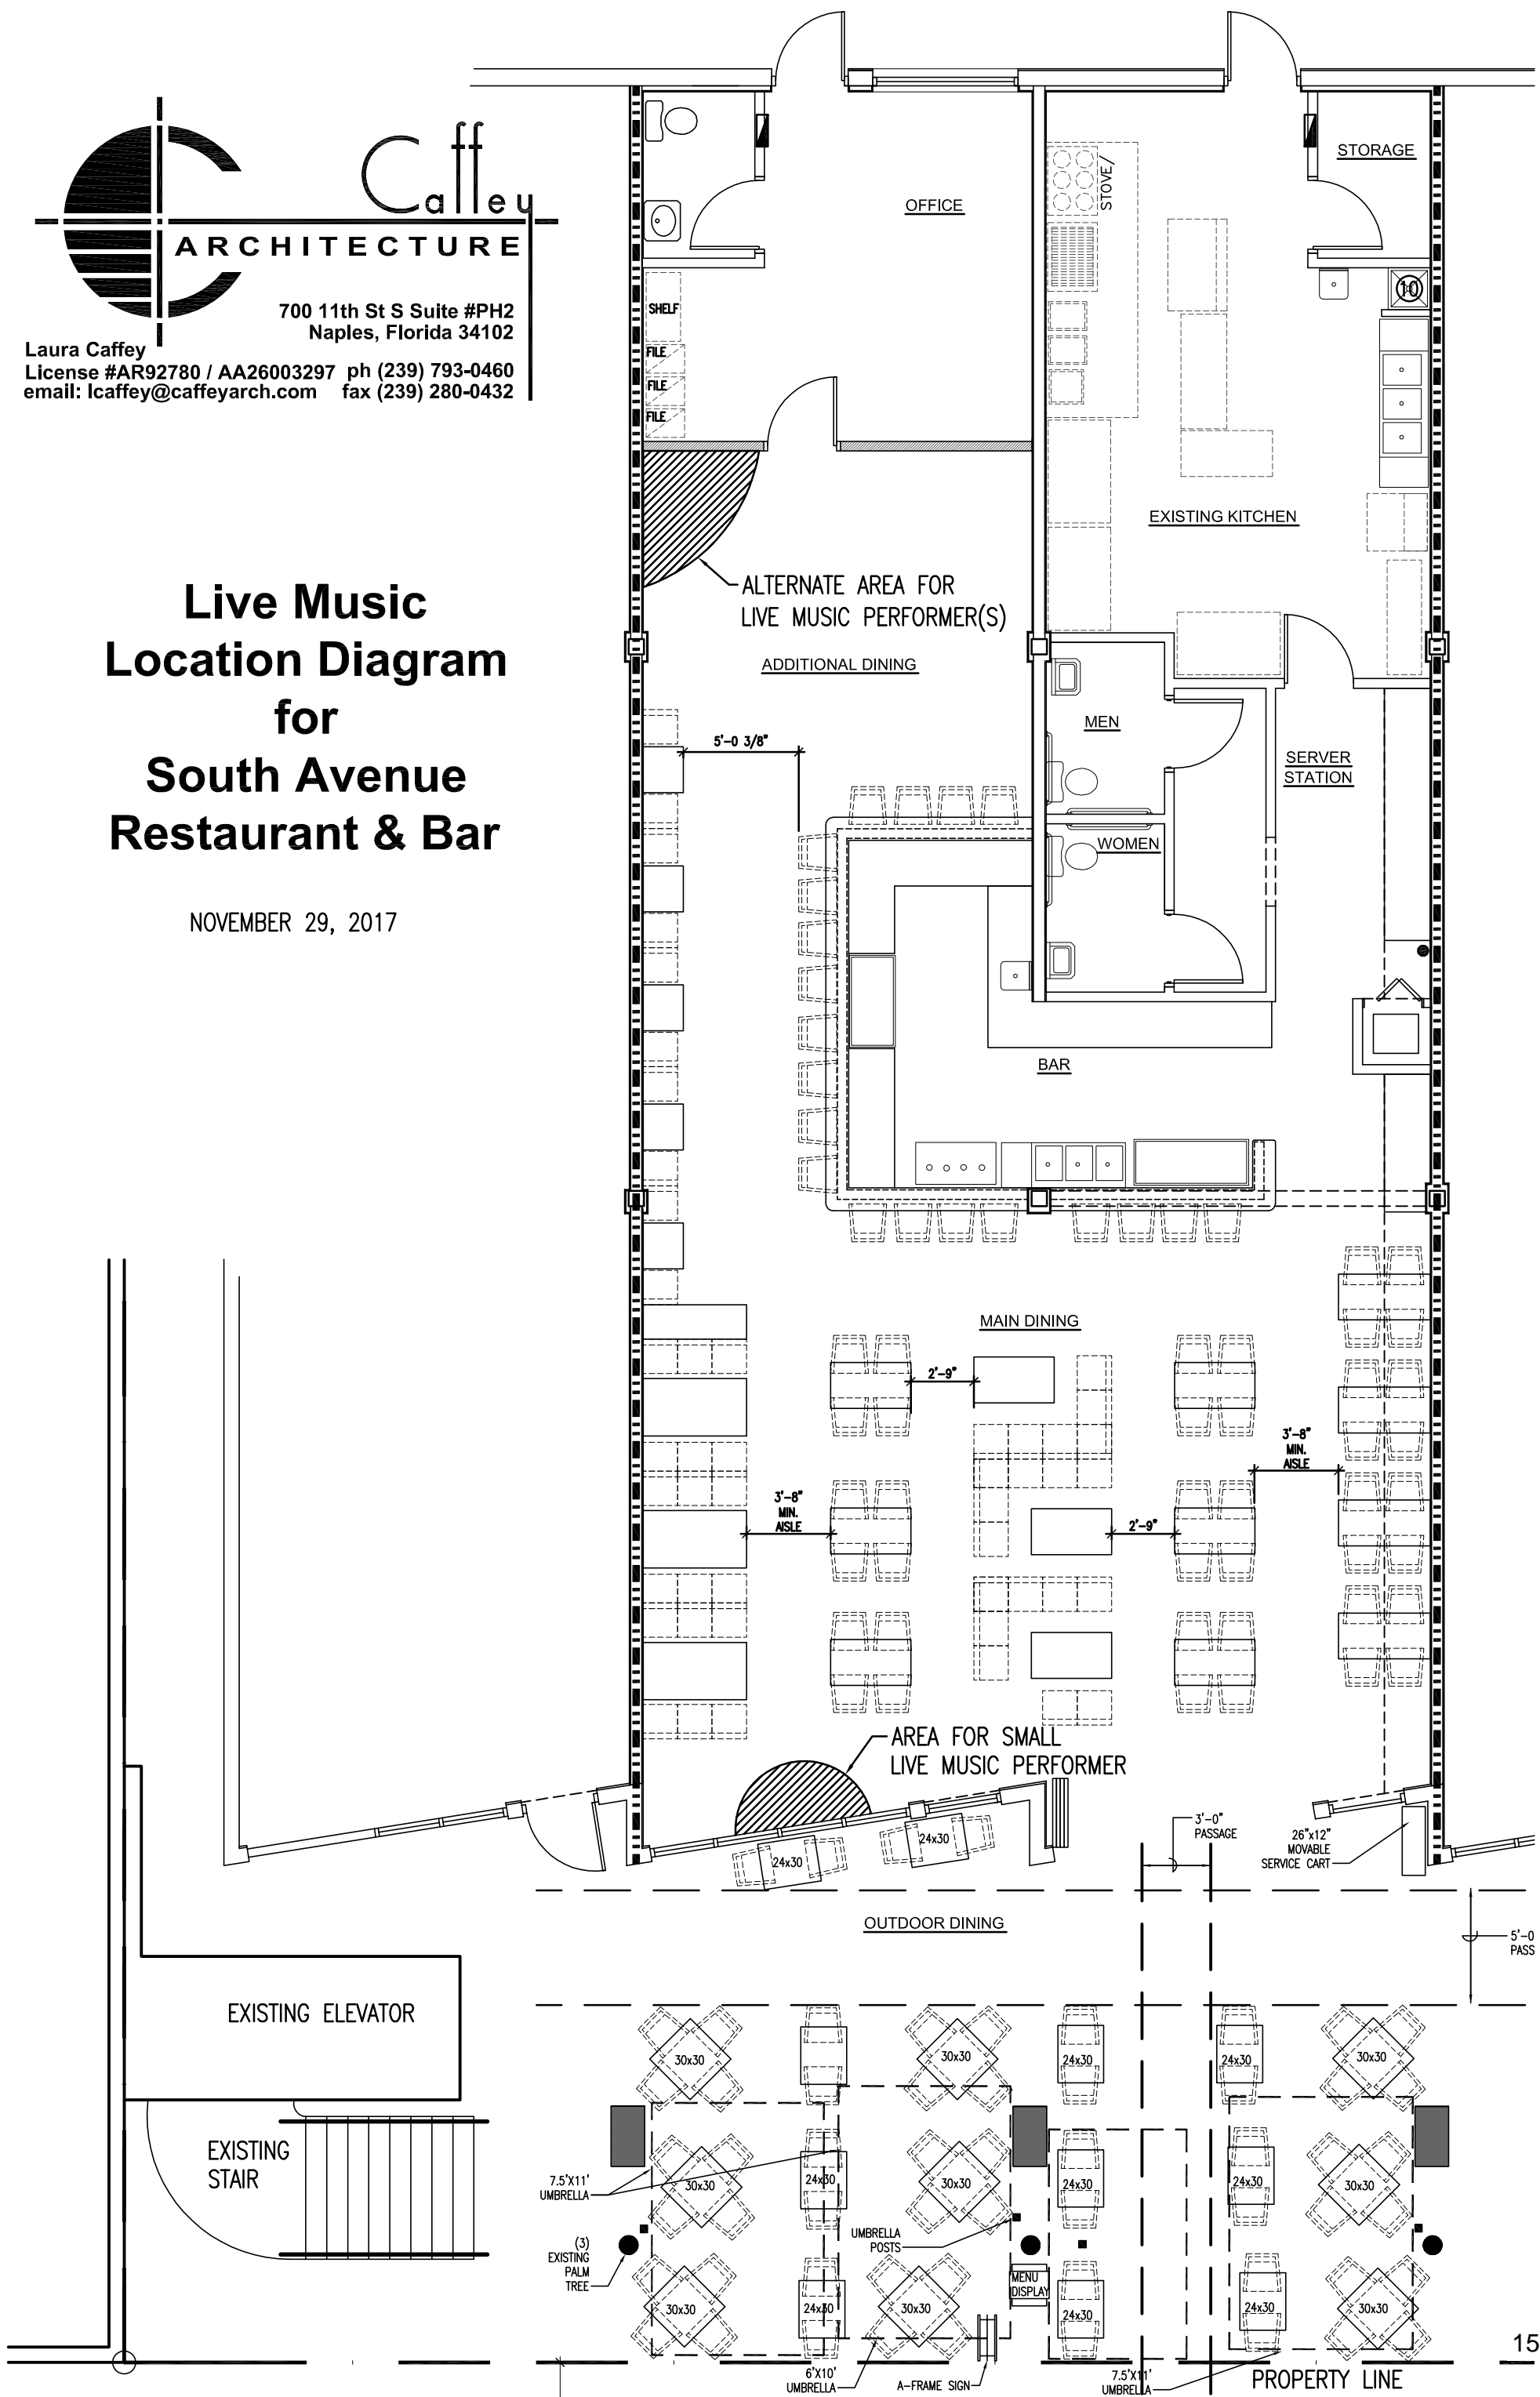 Caffey
ARCHITECTURE
700 11th St S Suite #PH2
Naples, Florida 34102
Laura Caffey
License #AR92780 / AA26003297 ph (239) 793-0460
email: lcaffey@caffeyarch.com fax (239) 280-0432
Live Music
Location Diagram
for
South Avenue
Restaurant & Bar
NOVEMBER 29, 2017
OFFICE
STOVE/
STORAGE
SHELF
FILE
FILE
FILE
10
EXISTING KITCHEN
ALTERNATE AREA FOR
LIVE MUSIC PERFORMER(S)
ADDITIONAL DINING
MEN
5'-0 3/8"
SERVER
STATION
WOMEN
BAR
MAIN DINING
2'-9"
3'-8"
MIN.
AISLE
3'-8"
MIN.
AISLE
2'-9"
AREA FOR SMALL
LIVE MUSIC PERFORMER
3'-0"
PASSAGE
26"x12"
MOVABLE
SERVICE CART
24x30
24x30
OUTDOOR DINING
5'-0
PASS
EXISTING ELEVATOR
30x30
30x30
24x30
24x30
30x30
EXISTING
STAIR
7.5'X11'
UMBRELLA
30x30
24x30
30x30
24x30
24x30
30x30
UMBRELLA
POSTS
(3)
EXISTING
PALM
TREE
MENU
DISPLAY
30x30
24x30
30x30
24x30
24x30
30x30
6'X10'
UMBRELLA
A-FRAME SIGN
7.5'X11'
UMBRELLA
PROPERTY LINE
15